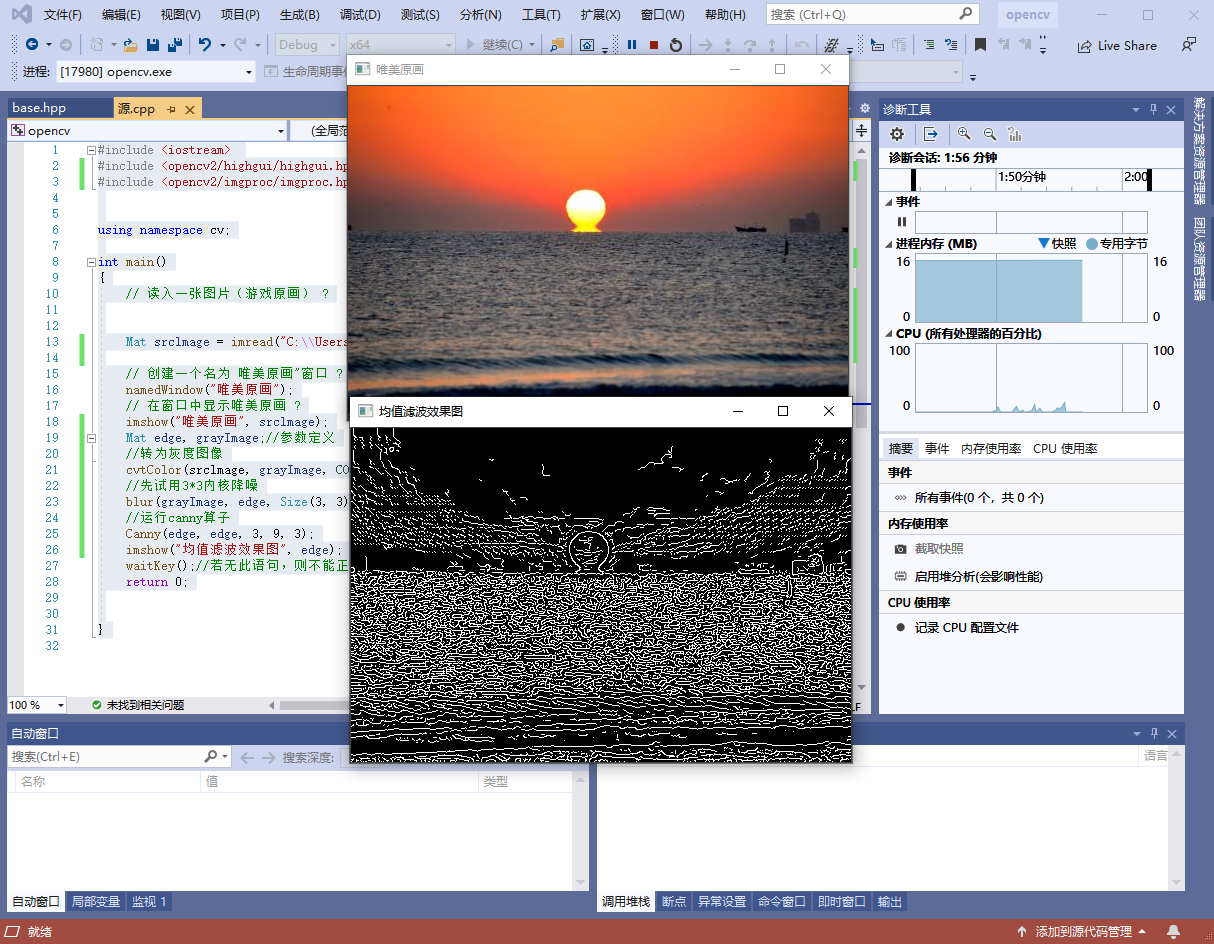 文件(F) 编辑(E) 视图(V) 项目(P) 生成(B) 调试(D) 测试(S) 分析(N) 工具(T) 扩展(X) 窗口(W) 帮助(H) 搜索 (Ctrl+Q) opencv
Debug x64 继续(C) Live Share
进程: [17980] opencv.exe 生命周期事件
唯美原画
base.hpp 源.cpp
opencv (全局范
1 #include <iostream>
2 #include <opencv2/highgui/highgui.hp
3 #include <opencv2/imgproc/imgproc.hp
4
5
6 using namespace cv;
7
8 int main()
9 {
10 // 读入一张图片（游戏原画） ?
11
12
13 Mat srclmage = imread("C:\\Users
14
15 // 创建一个名为 唯美原画"窗口 ?
16 namedWindow("唯美原画");
17 // 在窗口中显示唯美原画 ?
18 imshow("唯美原画", srclmage);
19 Mat edge, grayImage;//参数定义
20 //转为灰度图像
21 cvtColor(srclmage, grayImage, CO
22 //先试用3*3内核降噪
23 blur(grayImage, edge, Size(3, 3)
24 //运行canny算子
25 Canny(edge, edge, 3, 9, 3);
26 imshow("均值滤波效果图", edge);
27 waitKey();//若无此语句，则不能正
28 return 0;
29
30
31 }
32
均值滤波效果图
100 % 未找到相关问题
诊断工具
诊断会话: 1:56 分钟
1:50分钟 2:00
事件
进程内存 (MB) 快照 专用字节
16 16
0 0
CPU (所有处理器的百分比)
100 100
0 0
摘要 事件 内存使用率 CPU 使用率
事件
所有事件(0 个，共 0 个)
内存使用率
截取快照
启用堆分析(会影响性能)
CPU 使用率
记录 CPU 配置文件
解决方案资源管理器
团队资源管理器
自动窗口
搜索(Ctrl+E) 搜索深度:
名称 值 类型
语言
自动窗口 局部变量 监视 1
调用堆栈 断点 异常设置 命令窗口 即时窗口 输出
就绪 添加到源代码管理